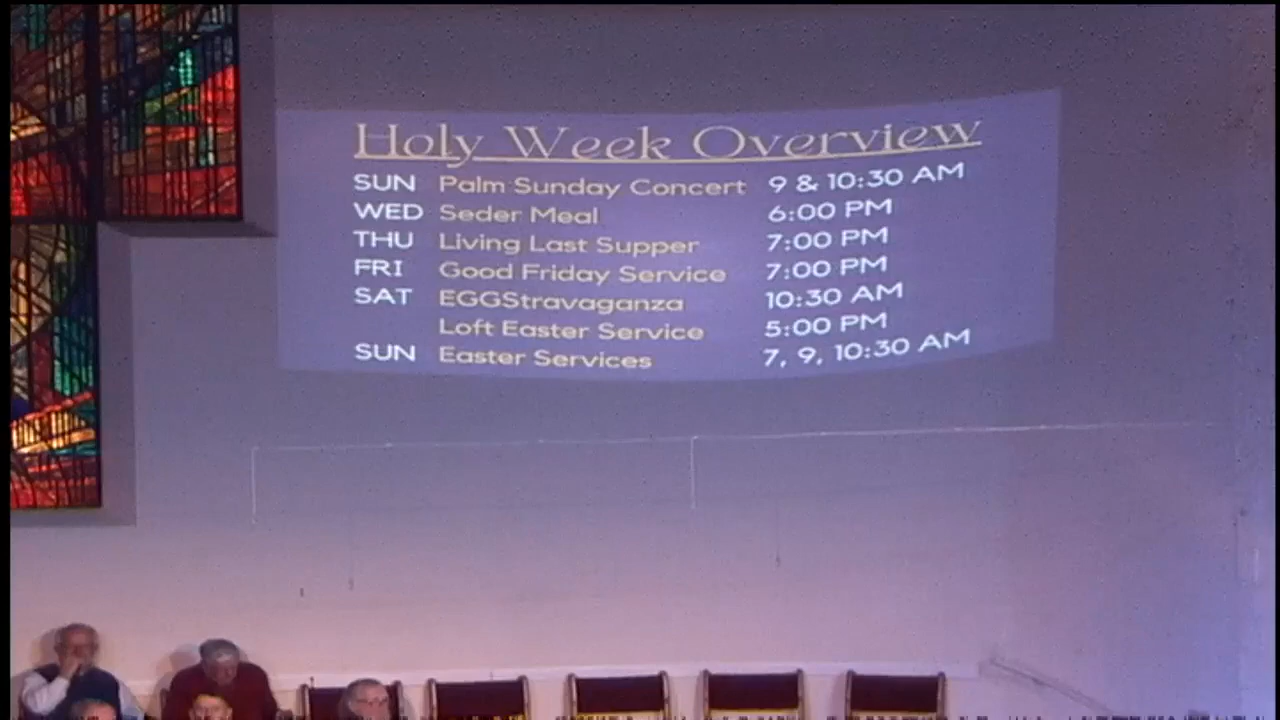 Holy Week Overview
SUN Palm Sunday Concert 9 & 10:30 AM
WED Seder Meal 6:00 PM
THU Living Last Supper 7:00 PM
FRI Good Friday Service 7:00 PM
SAT EGGStravaganza 10:30 AM
Loft Easter Service 5:00 PM
SUN Easter Services 7, 9, 10:30 AM